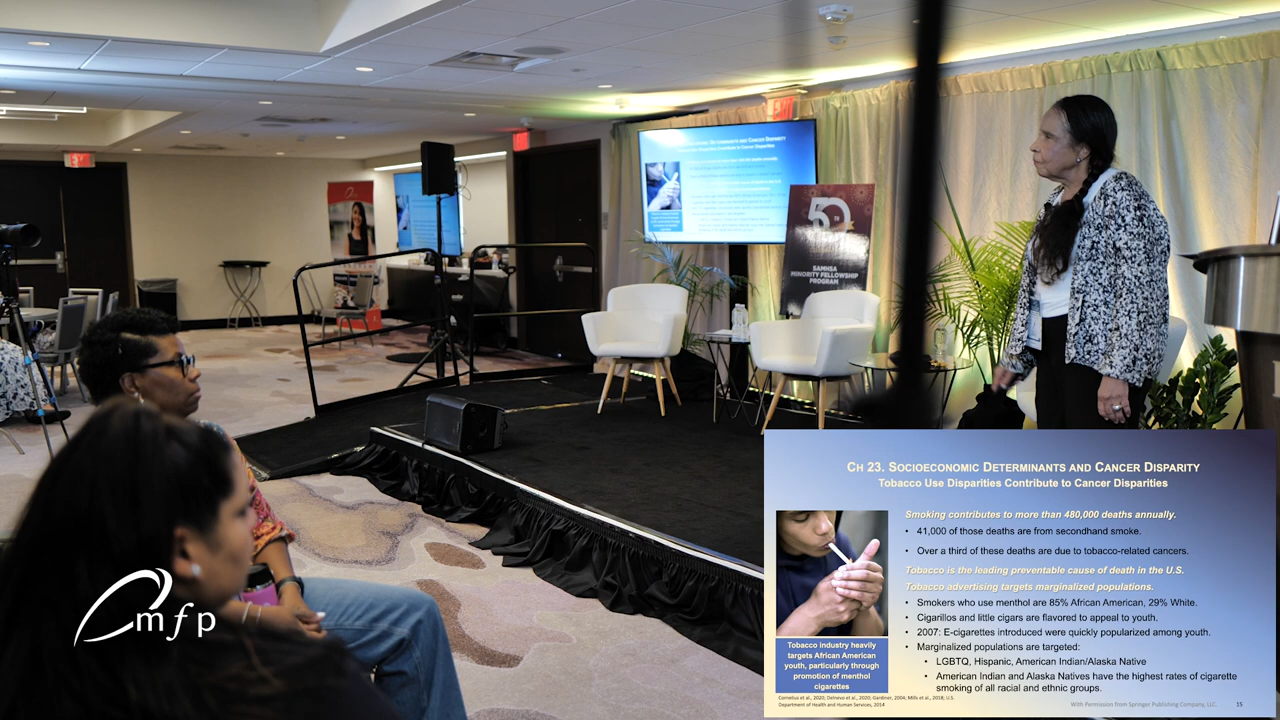 EXIT
EXIT
EXIT
SOCIOECONOMIC DETERMINANTS AND CANCER DISPARITY
50
SAMHSA
MINORITY FELLOWSHIP
PROGRAM
mfp
CH 23. SOCIOECONOMIC DETERMINANTS AND CANCER DISPARITY
Tobacco Use Disparities Contribute to Cancer Disparities
Smoking contributes to more than 480,000 deaths annually.
• 41,000 of those deaths are from secondhand smoke.
• Over a third of these deaths are due to tobacco-related cancers.
Tobacco is the leading preventable cause of death in the U.S.
Tobacco advertising targets marginalized populations.
• Smokers who use menthol are 85% African American, 29% White.
• Cigarillos and little cigars are flavored to appeal to youth.
• 2007: E-cigarettes introduced were quickly popularized among youth.
• Marginalized populations are targeted:
• LGBTQ, Hispanic, American Indian/Alaska Native
• American Indian and Alaska Natives have the highest rates of cigarette
smoking of all racial and ethnic groups.
Tobacco industry heavily
targets African American
youth, particularly through
promotion of menthol
cigarettes
Cornelius et al., 2020; Delnevo et al., 2020; Gardiner, 2004; Mills et al., 2018; U.S.
Department of Health and Human Services, 2014
With Permission from Springer Publishing Company, LLC.
15